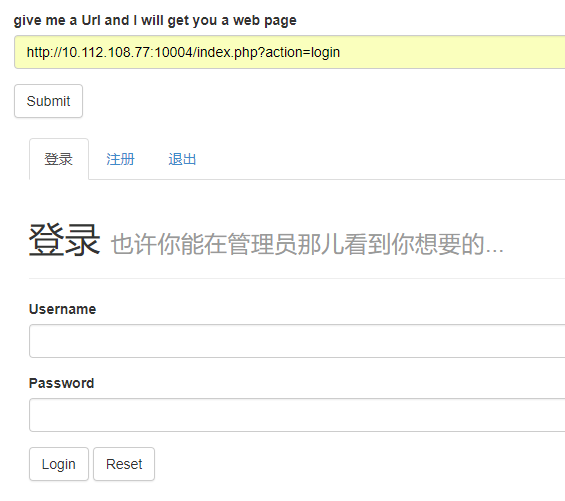 give me a Url and I will get you a web page
http://10.112.108.77:10004/index.php?action=login
Submit
登录 注册 退出
登录 也许你能在管理员那儿看到你想要的...
Username
Password
Login Reset